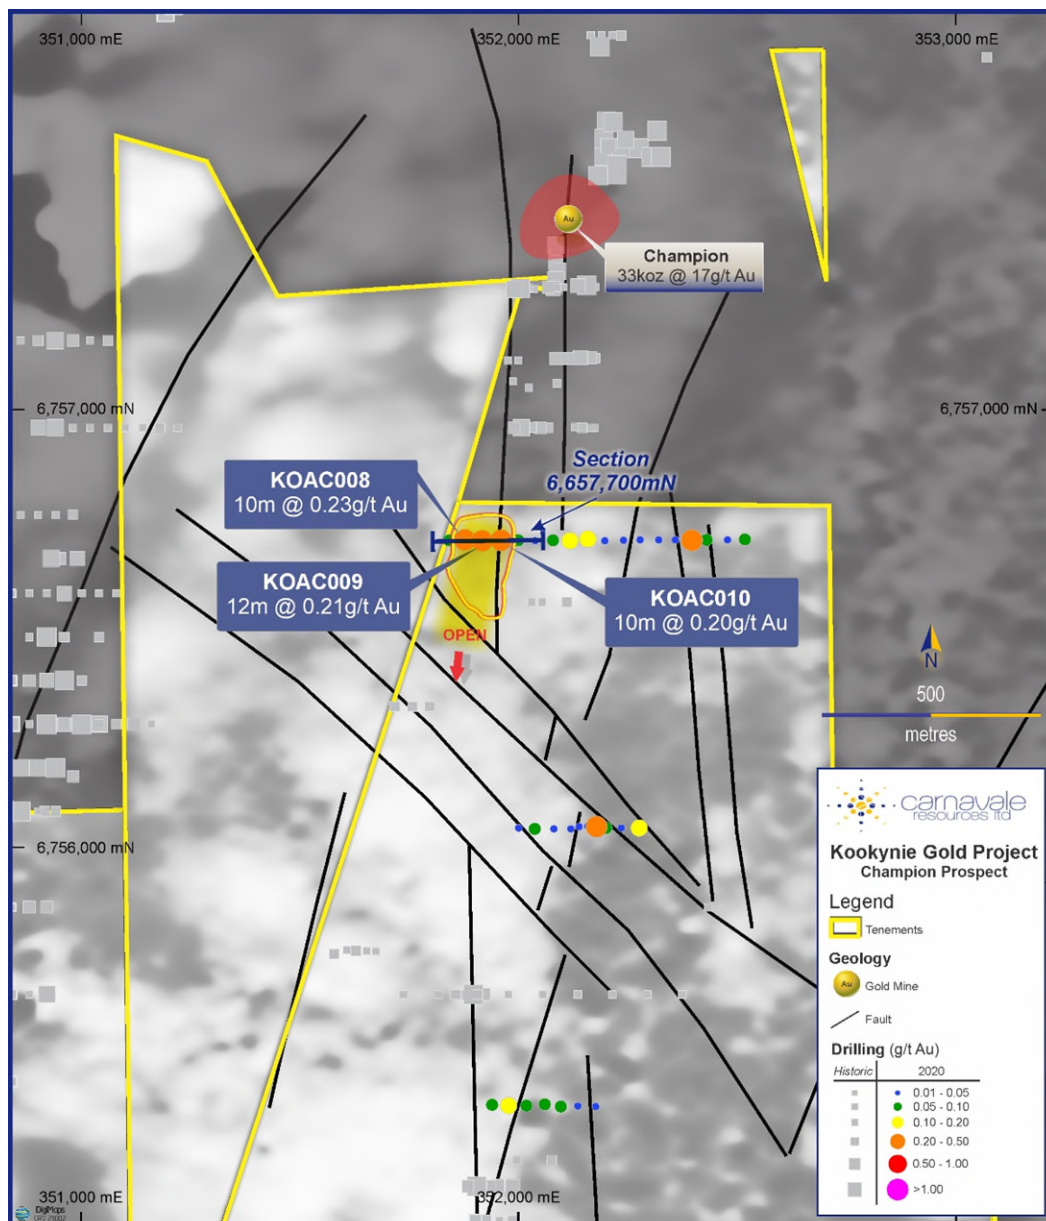 351,000 mE
352,000 mE
353,000 mE
Au
Champion
33koz @ 17g/t Au
6,757,000 mN
6,757,000 mN
Section
6,657,700mN
KOAC008
10m @ 0.23g/t Au
KOAC009
12m @ 0.21g/t Au
KOAC010
10m @ 0.20g/t Au
OPEN
N
500
metres
6,756,000 mN
carnavale
resources ltd
Kookynie Gold Project
Champion Prospect
Legend
Tenements
Geology
Au
Gold Mine
Fault
Drilling (g/t Au)
Historic
2020
0.01 - 0.05
0.05 - 0.10
0.10 - 0.20
0.20 - 0.50
0.50 - 1.00
>1.00
351,000 mE
352,000 mE
DigiMaps